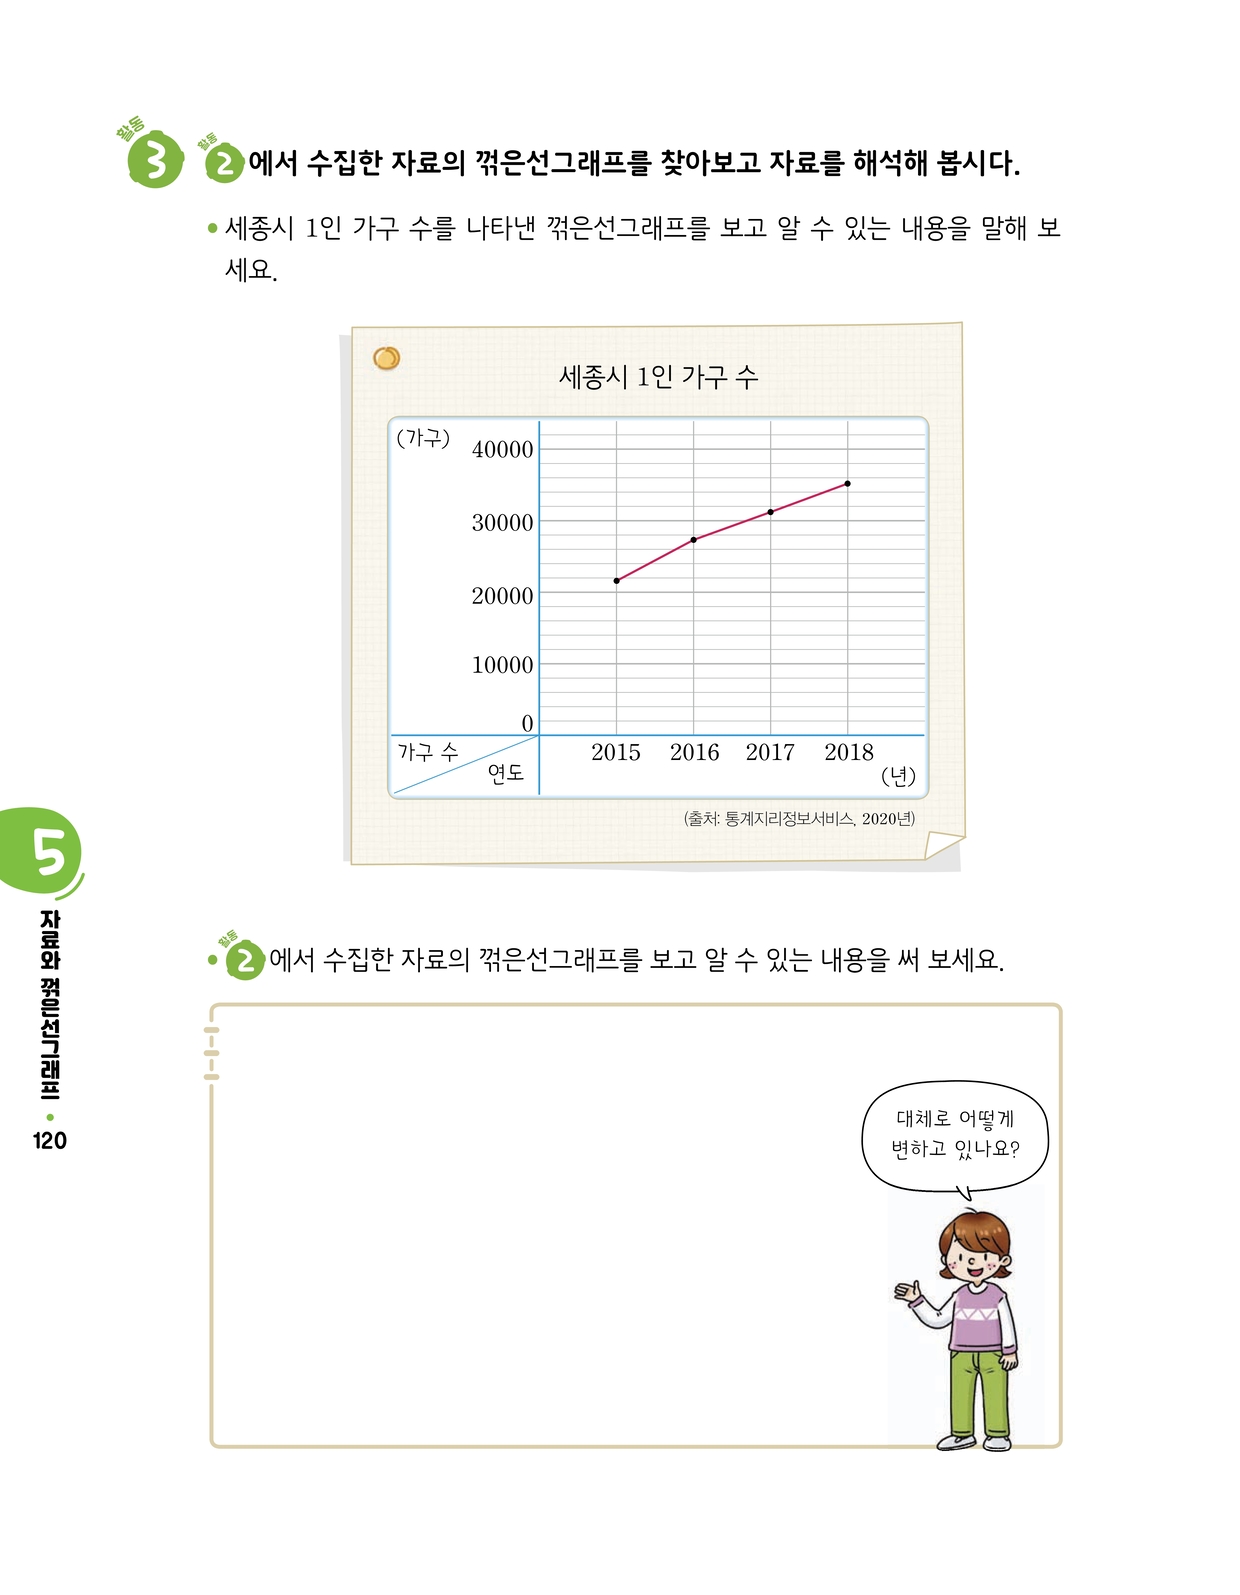 활동
3 활동 2 에서 수집한 자료의 꺾은선그래프를 찾아보고 자료를 해석해 봅시다.
• 세종시 1인 가구 수를 나타낸 꺾은선그래프를 보고 알 수 있는 내용을 말해 보
세요.
세종시 1인 가구 수
(가구)
40000
30000
20000
10000
0
가구 수
연도
2015 2016 2017 2018
(년)
(출처: 통계지리정보서비스, 2020년)
5
자료와 꺾은선그래프
•
120
활동
• 2 에서 수집한 자료의 꺾은선그래프를 보고 알 수 있는 내용을 써 보세요.
대체로 어떻게
변하고 있나요?